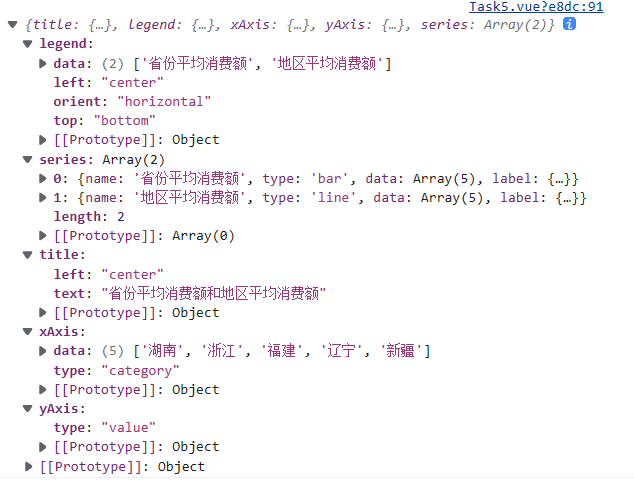 Task5.vue?e8dc:91
▼ {title: {…}, legend: {…}, xAxis: {…}, yAxis: {…}, series: Array(2)} i
▼ legend:
▶ data: (2) ['省份平均消费额', '地区平均消费额']
left: "center"
orient: "horizontal"
top: "bottom"
▶ [[Prototype]]: Object
▼ series: Array(2)
▶ 0: {name: '省份平均消费额', type: 'bar', data: Array(5), label: {…}}
▶ 1: {name: '地区平均消费额', type: 'line', data: Array(5), label: {…}}
length: 2
▶ [[Prototype]]: Array(0)
▼ title:
left: "center"
text: "省份平均消费额和地区平均消费额"
▶ [[Prototype]]: Object
▼ xAxis:
▶ data: (5) ['湖南', '浙江', '福建', '辽宁', '新疆']
type: "category"
▶ [[Prototype]]: Object
▼ yAxis:
type: "value"
▶ [[Prototype]]: Object
▶ [[Prototype]]: Object